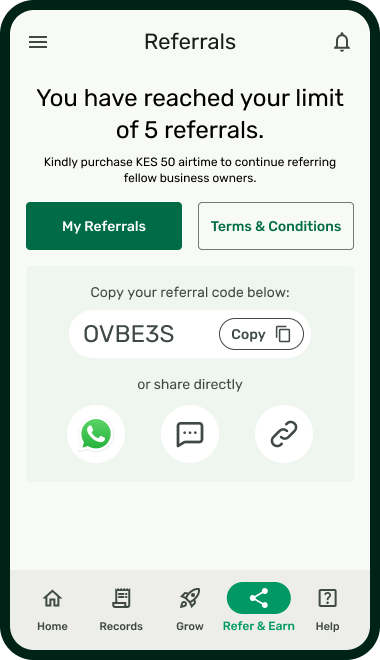 Referrals
You have reached your limit
of 5 referrals.
Kindly purchase KES 50 airtime to continue referring
fellow business owners.
My Referrals
Terms & Conditions
Copy your referral code below:
OVBE3S
Copy
or share directly
Home
Records
Grow
Refer & Earn
Help